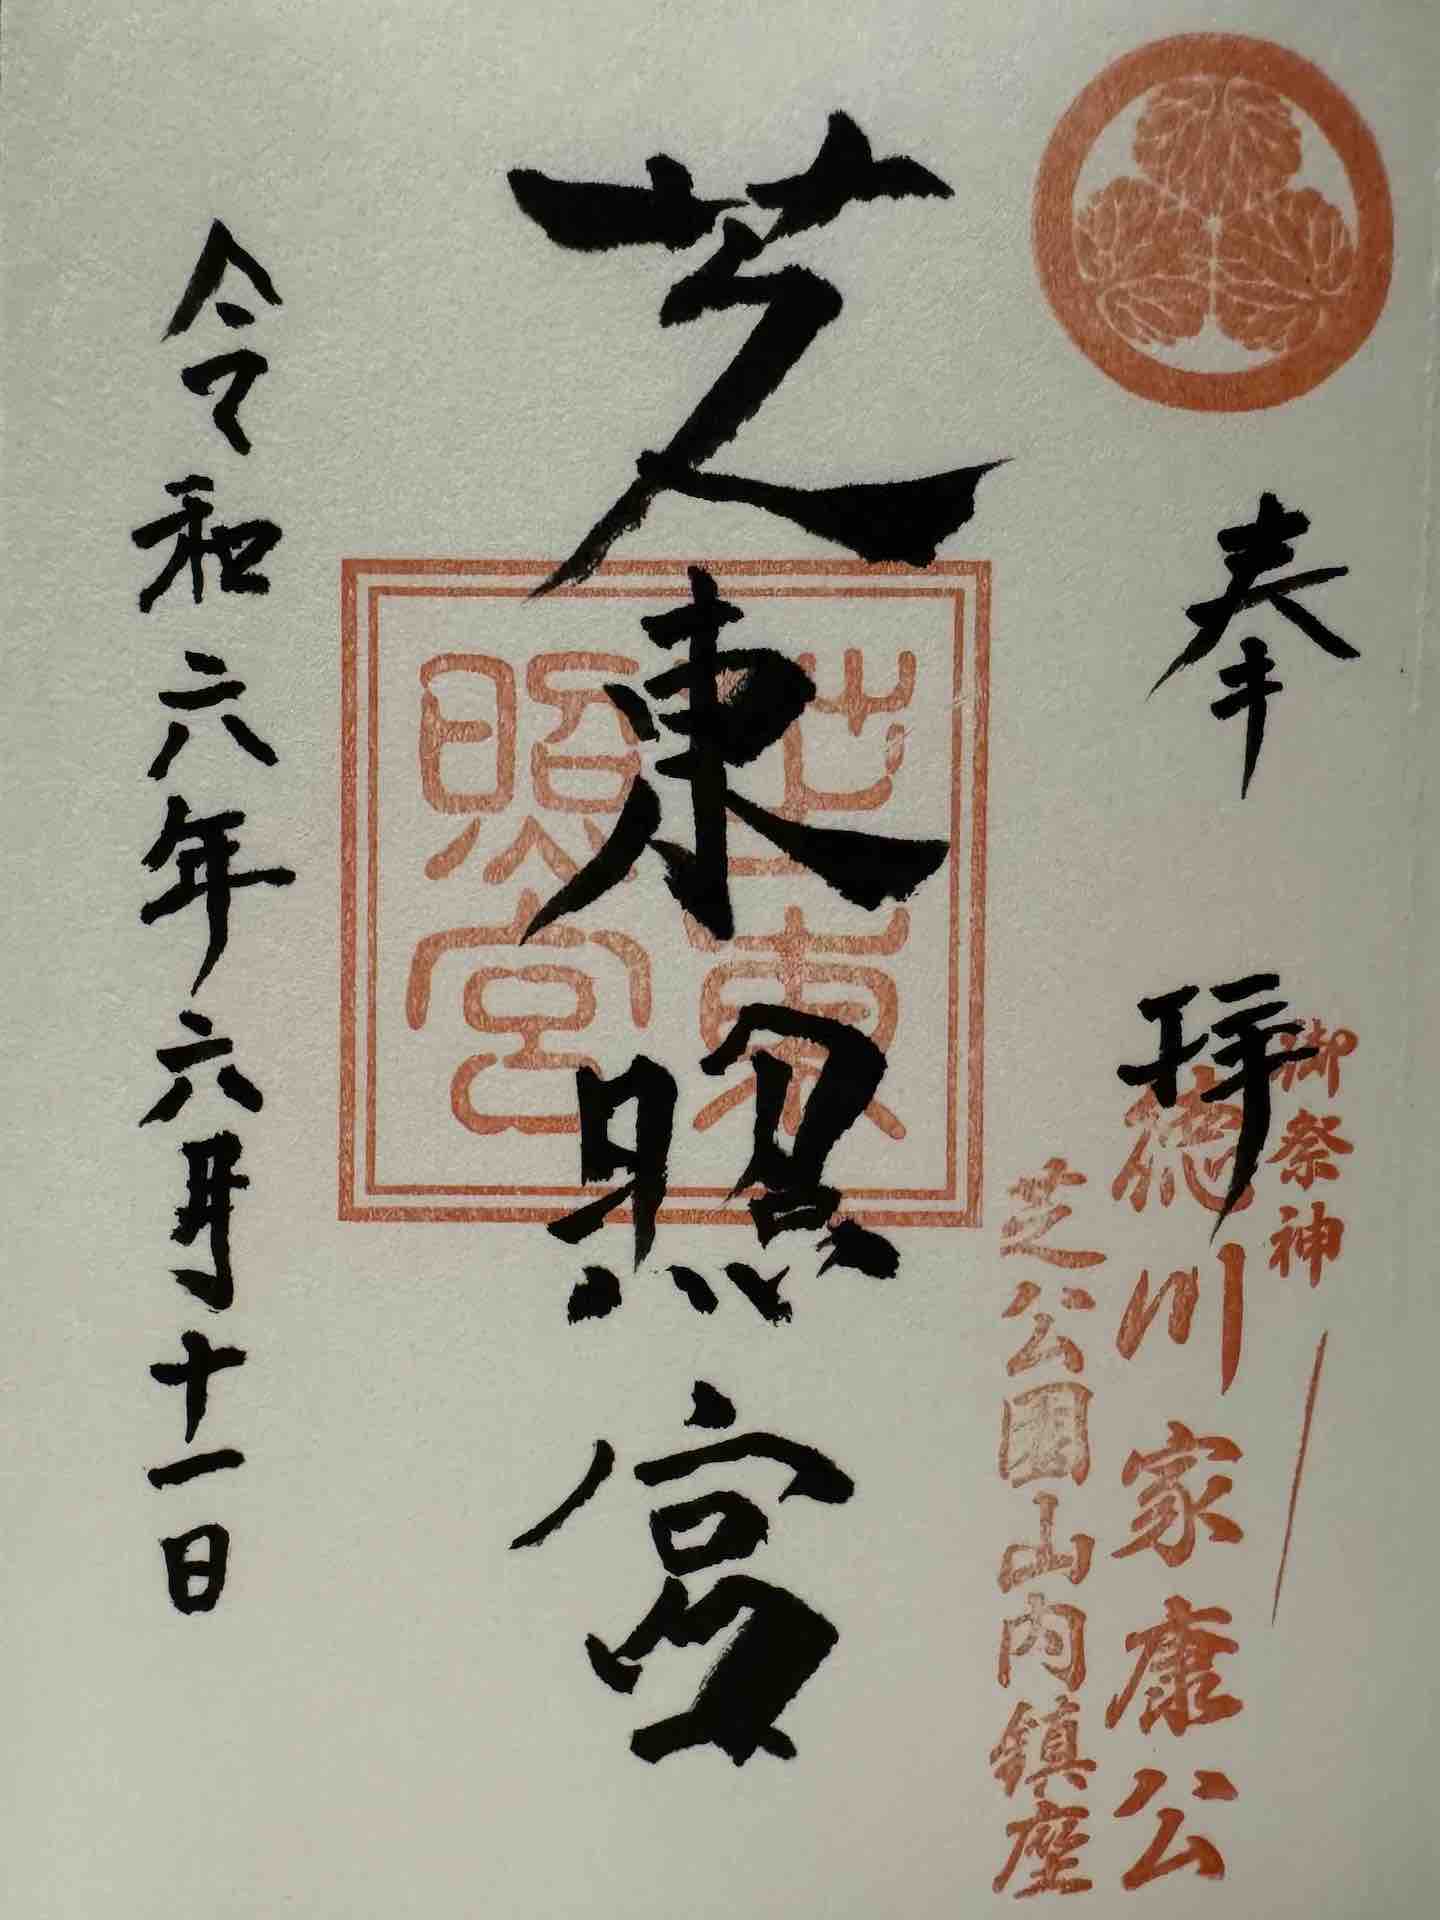 奉拝
御祭神
徳川家康公
芝公園山内鎮座
芝東照宮
芝東
照宮
令和六年六月十一日